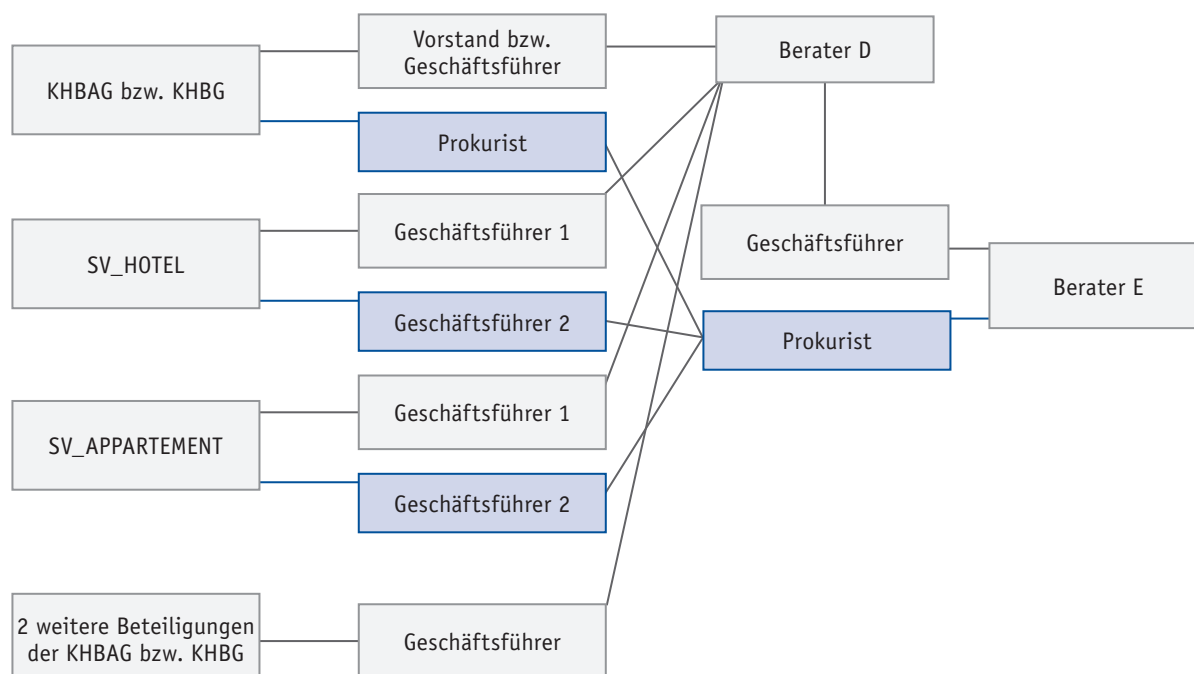 KHBAG bzw. KHBG
Vorstand bzw.
Geschäftsführer
Berater D
Prokurist
SV_HOTEL
Geschäftsführer 1
Geschäftsführer 2
Geschäftsführer
Berater E
Prokurist
SV_APPARTEMENT
Geschäftsführer 1
Geschäftsführer 2
2 weitere Beteiligungen
der KHBAG bzw. KHBG
Geschäftsführer